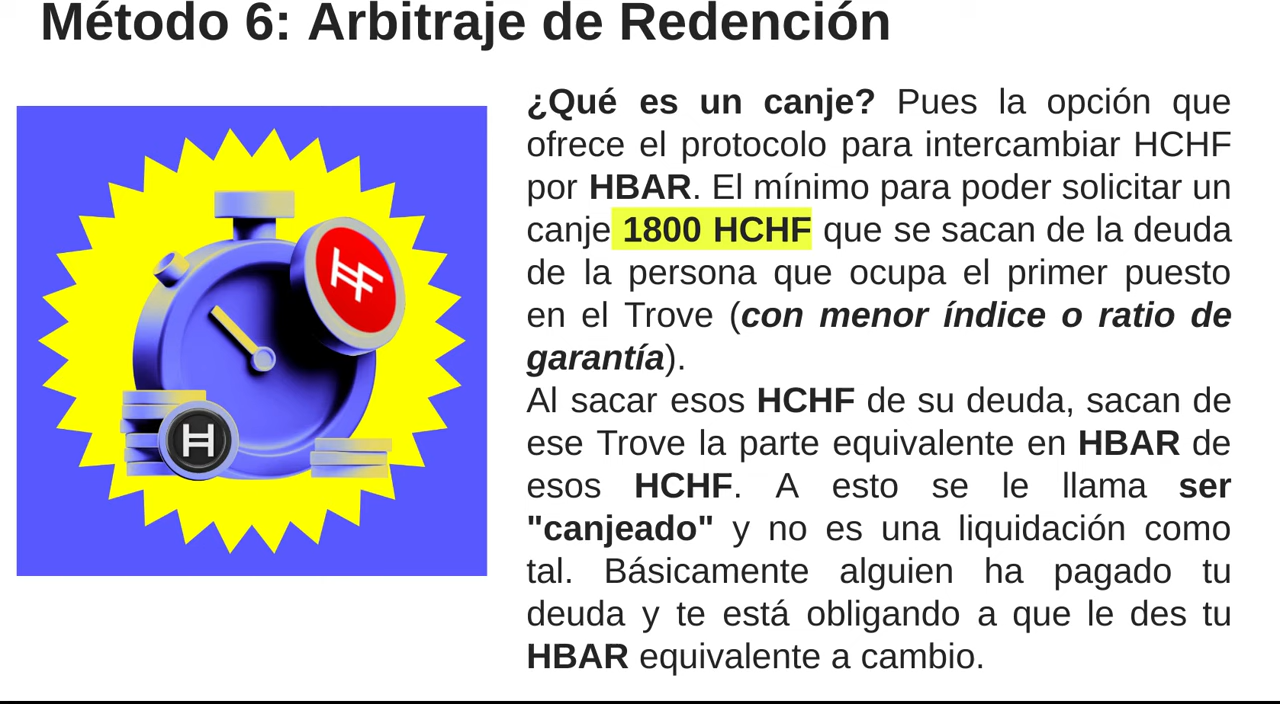 Método 6: Arbitraje de Redención
¿Qué es un canje? Pues la opción que
ofrece el protocolo para intercambiar HCHF
por HBAR. El mínimo para poder solicitar un
canje 1800 HCHF que se sacan de la deuda
de la persona que ocupa el primer puesto
en el Trove (con menor índice o ratio de
garantía).
Al sacar esos HCHF de su deuda, sacan de
ese Trove la parte equivalente en HBAR de
esos HCHF. A esto se le llama ser
"canjeado" y no es una liquidación como
tal. Básicamente alguien ha pagado tu
deuda y te está obligando a que le des tu
HBAR equivalente a cambio.